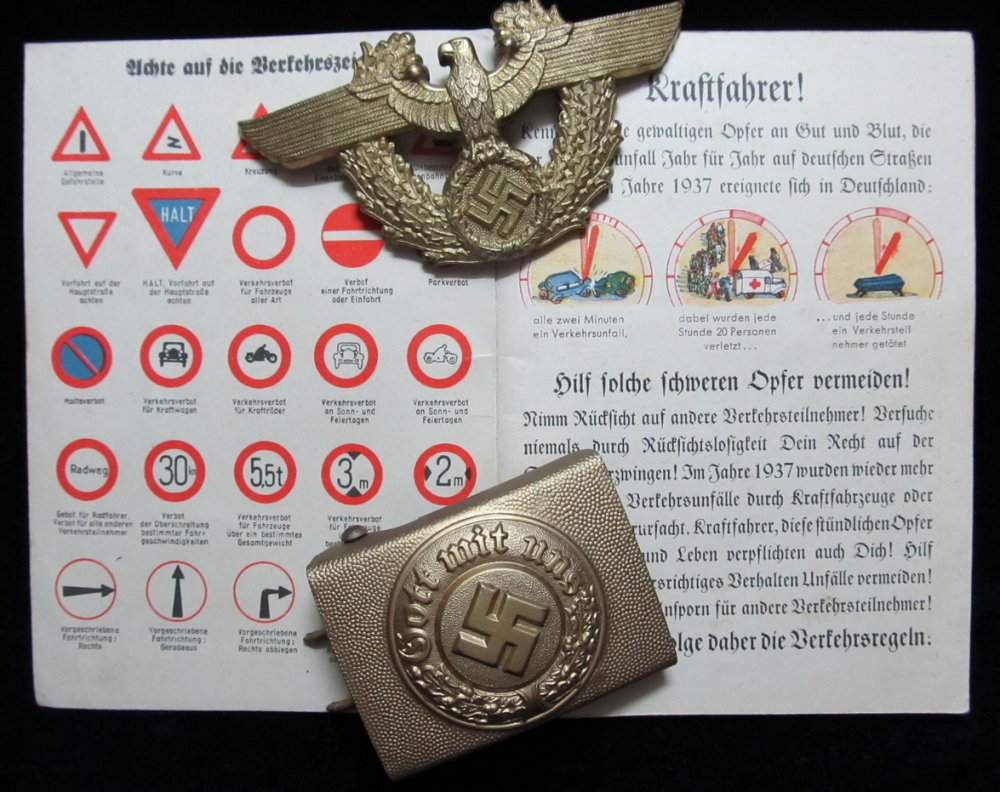 Achte auf die
Allgemeine
Gefahrstelle
Kurve
Kreuzung
Vorfahrt auf der
Hauptstraße
achten
HALT
HALT, Vorfahrt auf
der Hauptstraße
achten
Verkehrsverbot
für Fahrzeuge
aller Art
Verbot
einer Fahrtrichtung
oder Einfahrt
Parkverbot
Halteverbot
Verkehrsverbot
für Kraftwagen
Verkehrsverbot
für Krafträder
Verkehrsverbot
an Sonn- und
Feiertagen
Verkehrsverbot
an Sonn- und
Feiertagen
Radweg
30 km
5,5t
3 m
2 m
Gebot für Radfahrer,
Verbot für alle anderen
Verkehrsteilnehmer
Verbot
der Überschreitung
bestimmter Fahr-
geschwindigkeiten
Verkehrsverbot
für Fahrzeuge
über ein bestimmtes
Gesamtgewicht
Verkehrsverbot
für Fahrzeuge
Vorgeschriebene
Fahrtrichtung:
Rechts
Vorgeschriebene
Fahrtrichtung:
Geradeaus
Vorgeschriebene
Fahrtrichtung:
Rechts abbiegen
Kraftfahrer!
gewaltigen Opfer an Gut und Blut, die
Jahr für Jahr auf deutschen Straßen
Jahre 1937 ereignete sich in Deutschland:
alle zwei Minuten
ein Verkehrsunfall,
dabei wurden jede
Stunde 20 Personen
verletzt...
...und jede Stunde
ein Verkehrsteil-
nehmer getötet
Hilf solche schweren Opfer vermeiden!
Nimm Rücksicht auf andere Verkehrsteilnehmer! Versuche
niemals durch Rücksichtslosigkeit Dein Recht auf der
Im Jahre 1937 wurden wieder mehr
Verkehrsunfälle durch Kraftfahrzeuge oder
Kraftfahrer, diese stündlichen Opfer
und Leben verpflichten auch Dich! Hilf
Verhalten Unfälle vermeiden!
für andere Verkehrsteilnehmer!
daher die Verkehrsregeln:
Gott mit uns